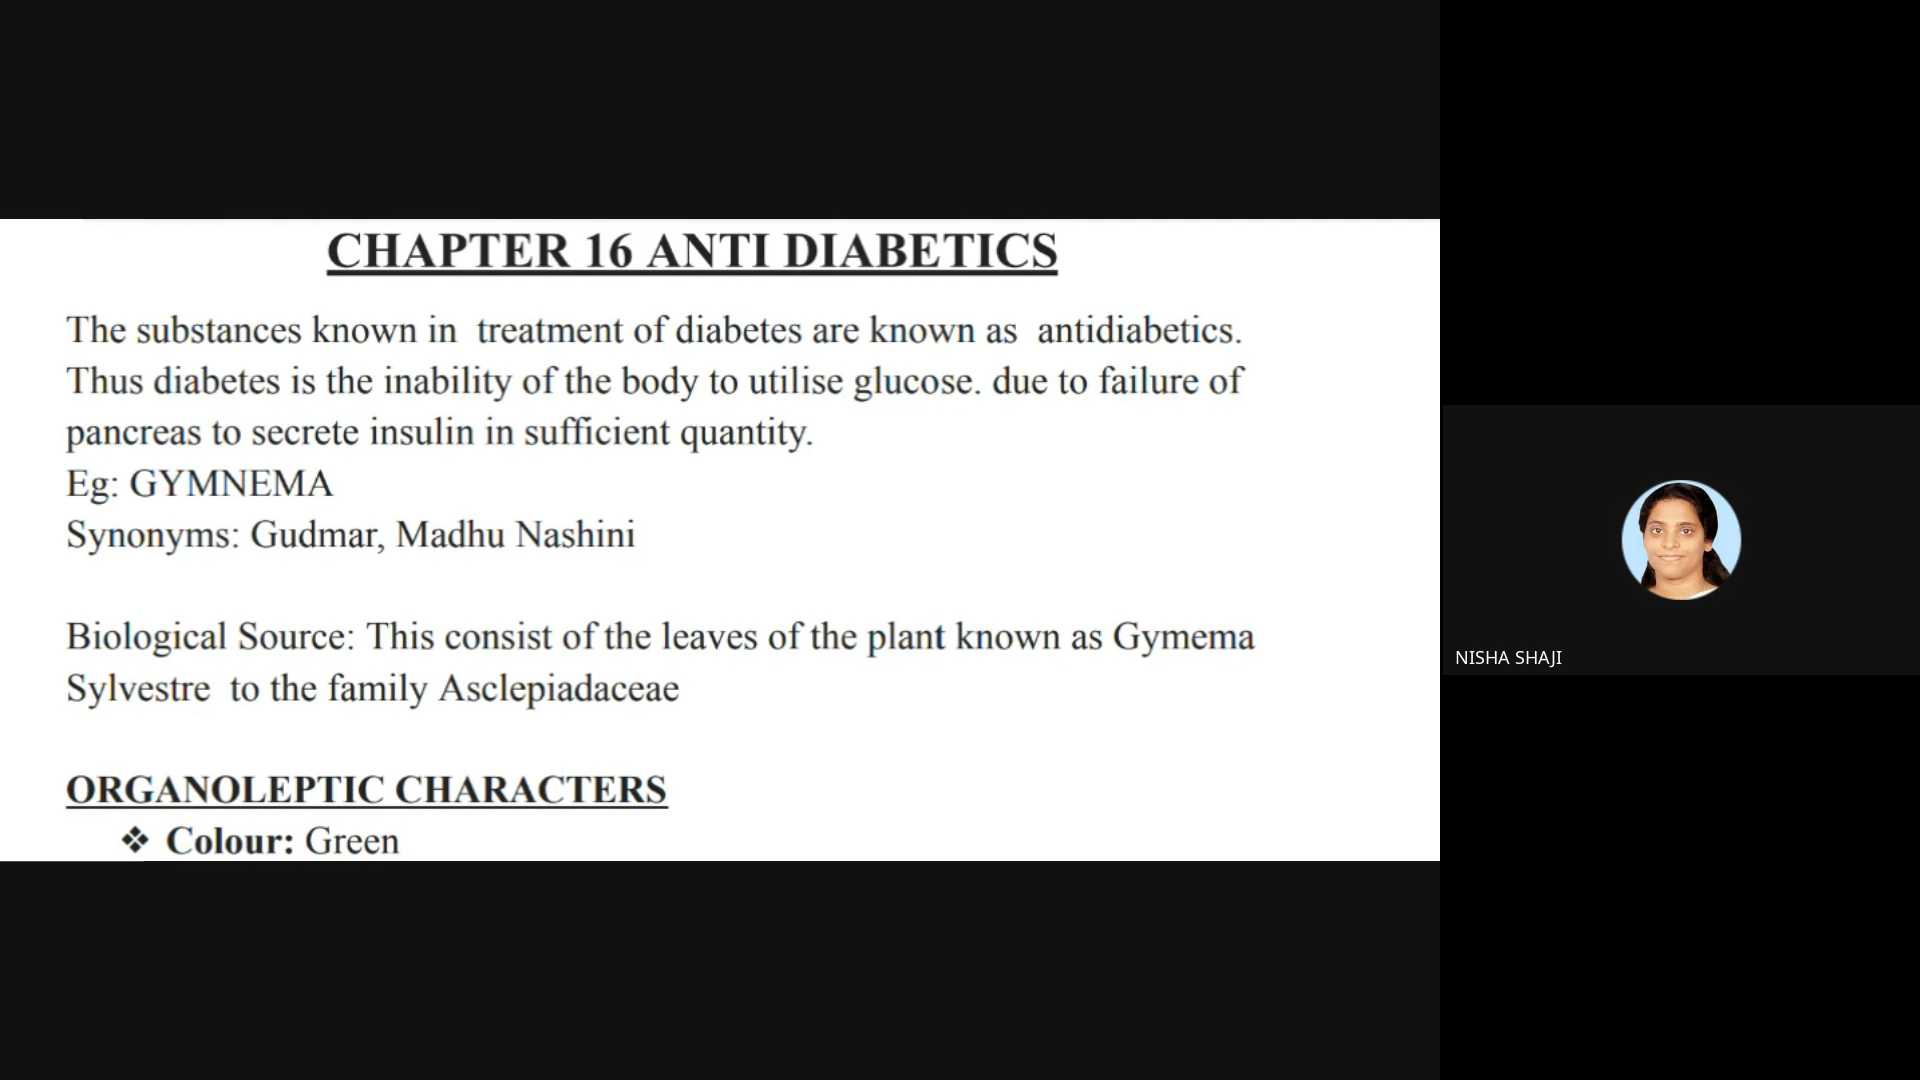 CHAPTER 16 ANTI DIABETICS
The substances known in  treatment of diabetes are known as  antidiabetics.
Thus diabetes is the inability of the body to utilise glucose. due to failure of
pancreas to secrete insulin in sufficient quantity.
Eg: GYMNEMA
Synonyms: Gudmar, Madhu Nashini
Biological Source: This consist of the leaves of the plant known as Gymema
Sylvestre  to the family Asclepiadaceae
ORGANOLEPTIC CHARACTERS
❖ Colour: Green
NISHA SHAJI